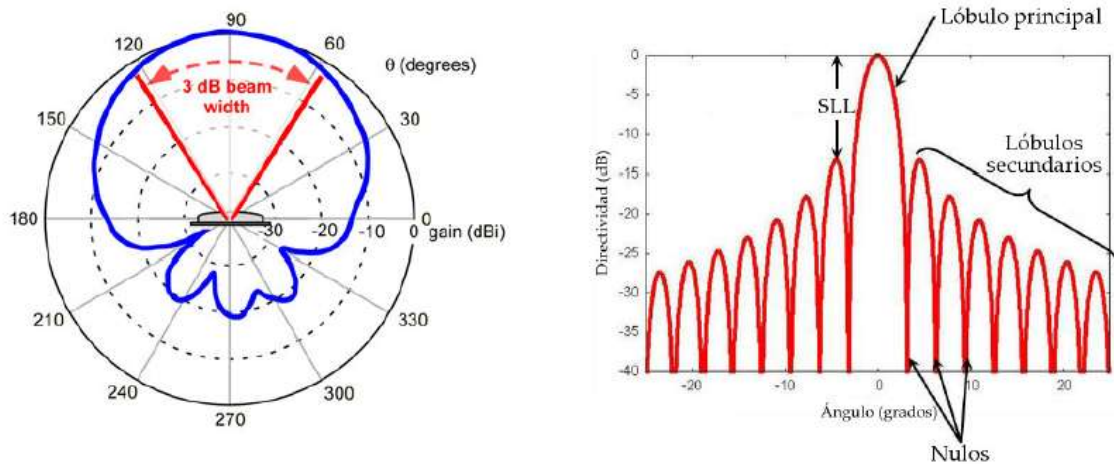 90
120
60
θ (degrees)
3 dB beam
width
150
30
180
-30
-20
-10
0
gain (dBi)
210
330
240
300
270
Lóbulo principal
0
-5
SLL
-10
Lóbulos
secundarios
-15
-20
-25
-30
-35
-40
Directividad (dB)
-20
-10
0
10
20
Ángulo (grados)
Nulos